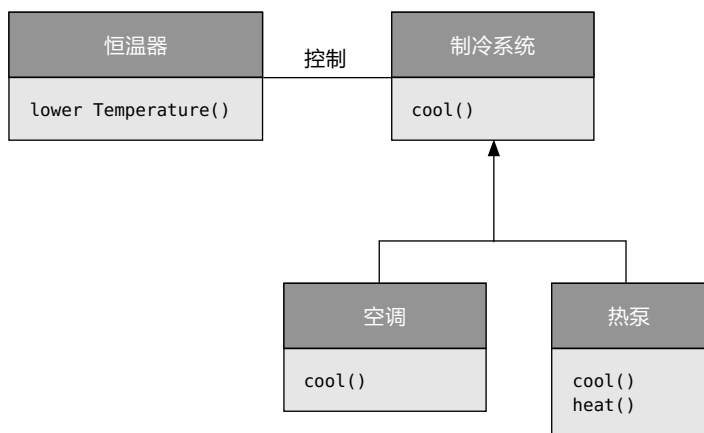 恒温器
控制
制冷系统
lower Temperature()
cool()
空调
热泵
cool()
cool()
heat()